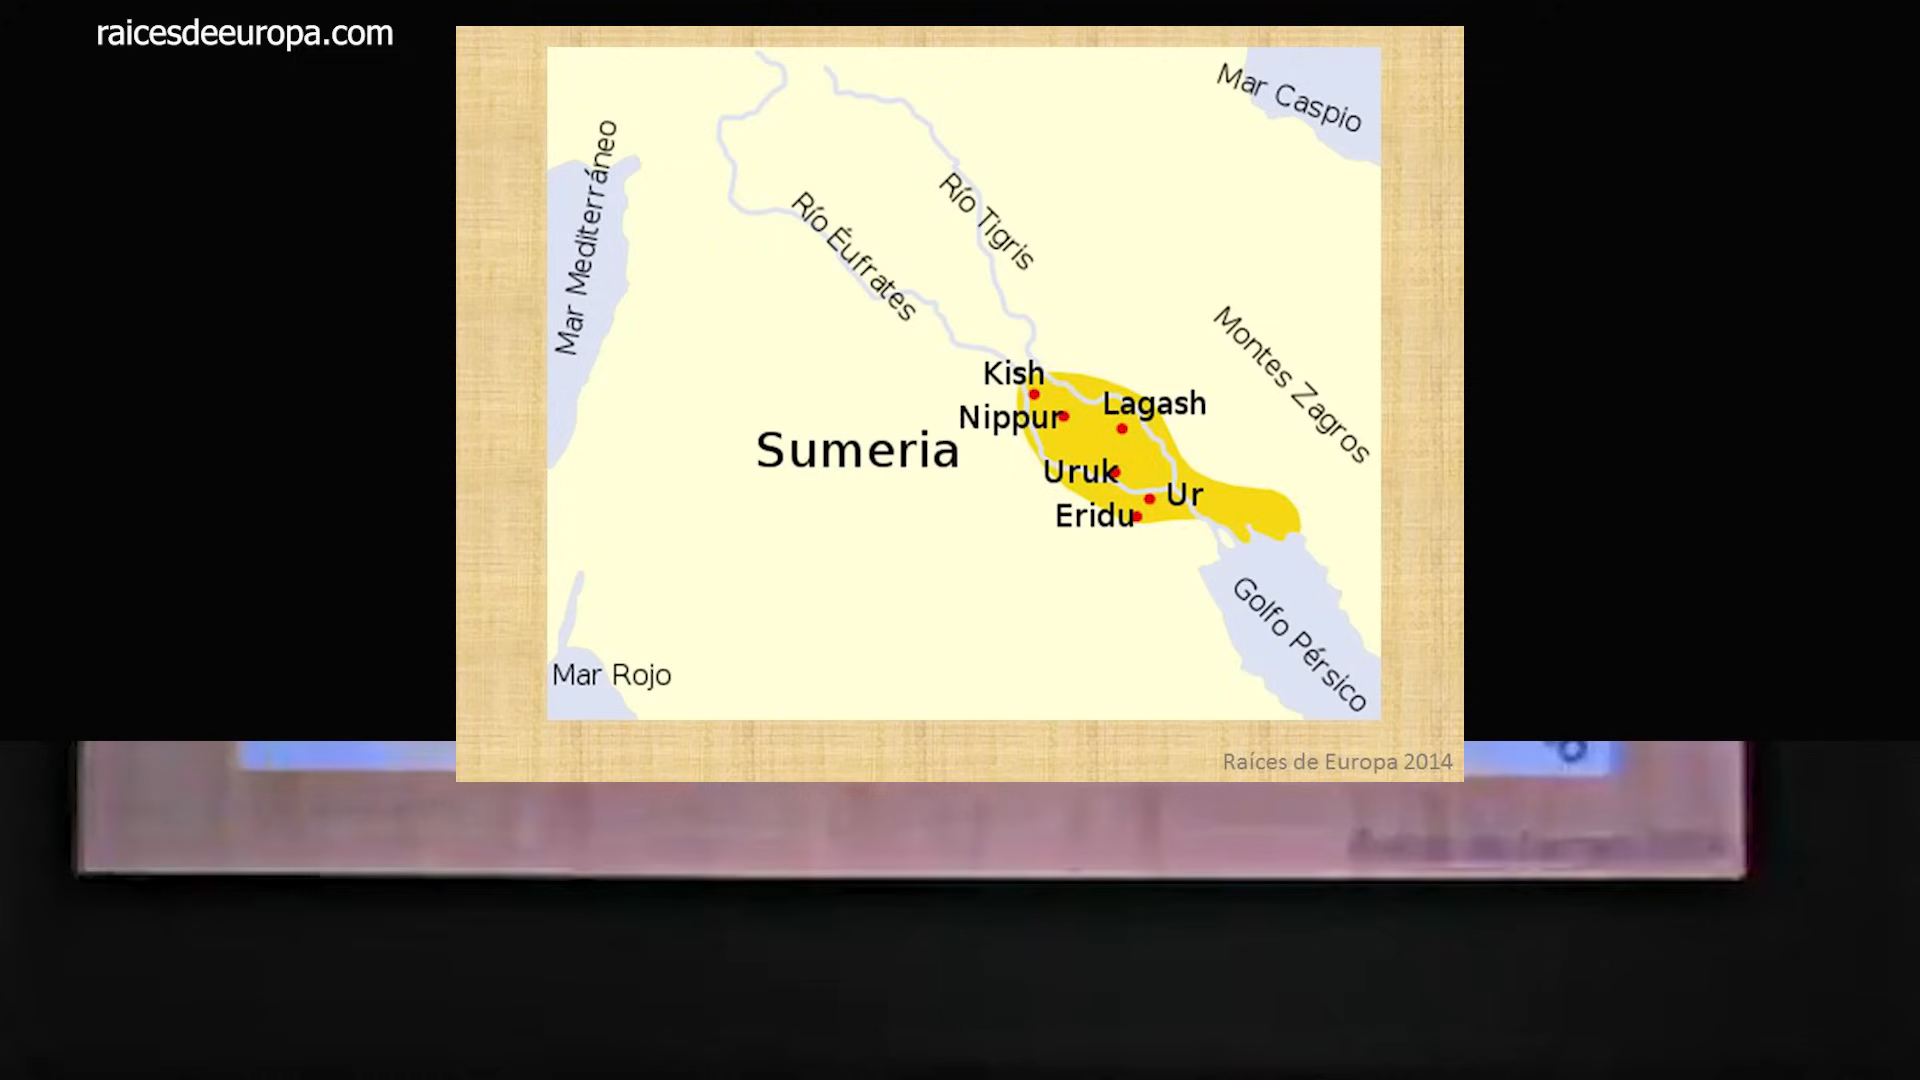 raicesdeeuropa.com
Mar Caspio
Mar Mediterráneo
Río Tigris
Río Éufrates
Montes Zagros
Kish
Lagash
Nippur
Sumeria
Uruk
Ur
Eridu
Golfo Pérsico
Mar Rojo
Raíces de Europa 2014